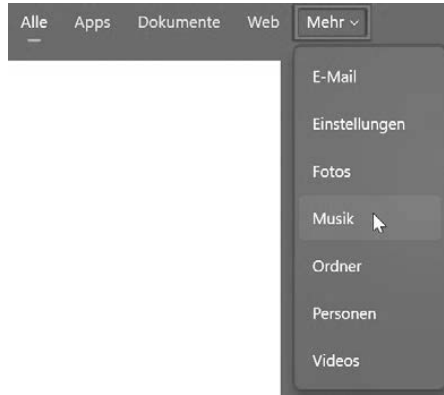 Alle Apps Dokumente Web Mehr
E-Mail
Einstellungen
Fotos
Musik
Ordner
Personen
Videos